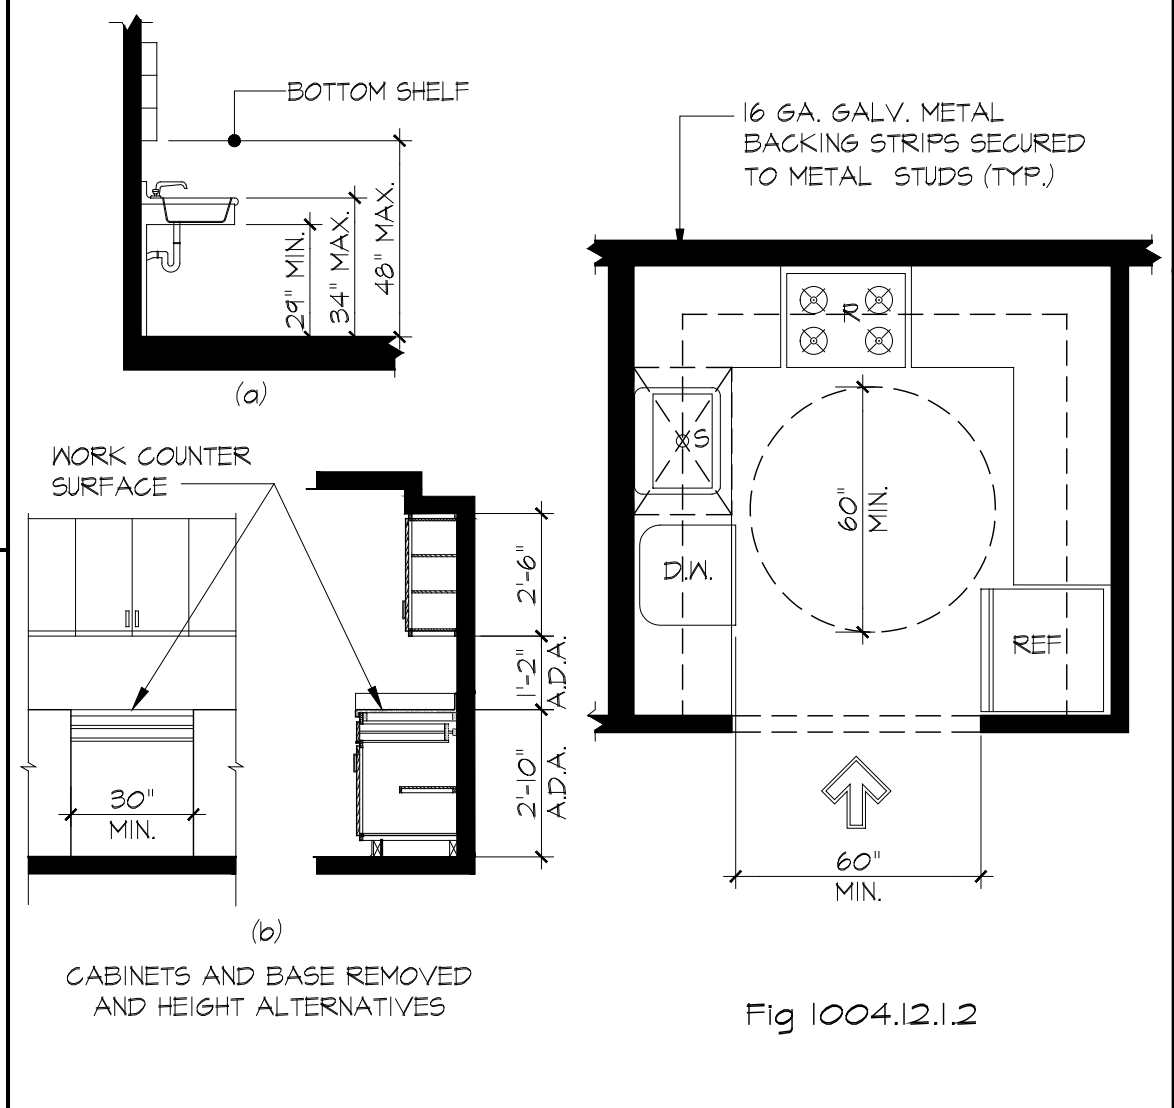 BOTTOM SHELF
29" MIN.
34" MAX.
48" MAX.
(a)
WORK COUNTER
SURFACE
30"
MIN.
2'-6"
1'-2"
A.D.A.
2'-10"
A.D.A.
(b)
CABINETS AND BASE REMOVED
AND HEIGHT ALTERNATIVES
16 GA. GALV. METAL
BACKING STRIPS SECURED
TO METAL STUDS (TYP.)
R
S
60"
MIN.
D.W.
REF
60"
MIN.
Fig 1004.12.1.2